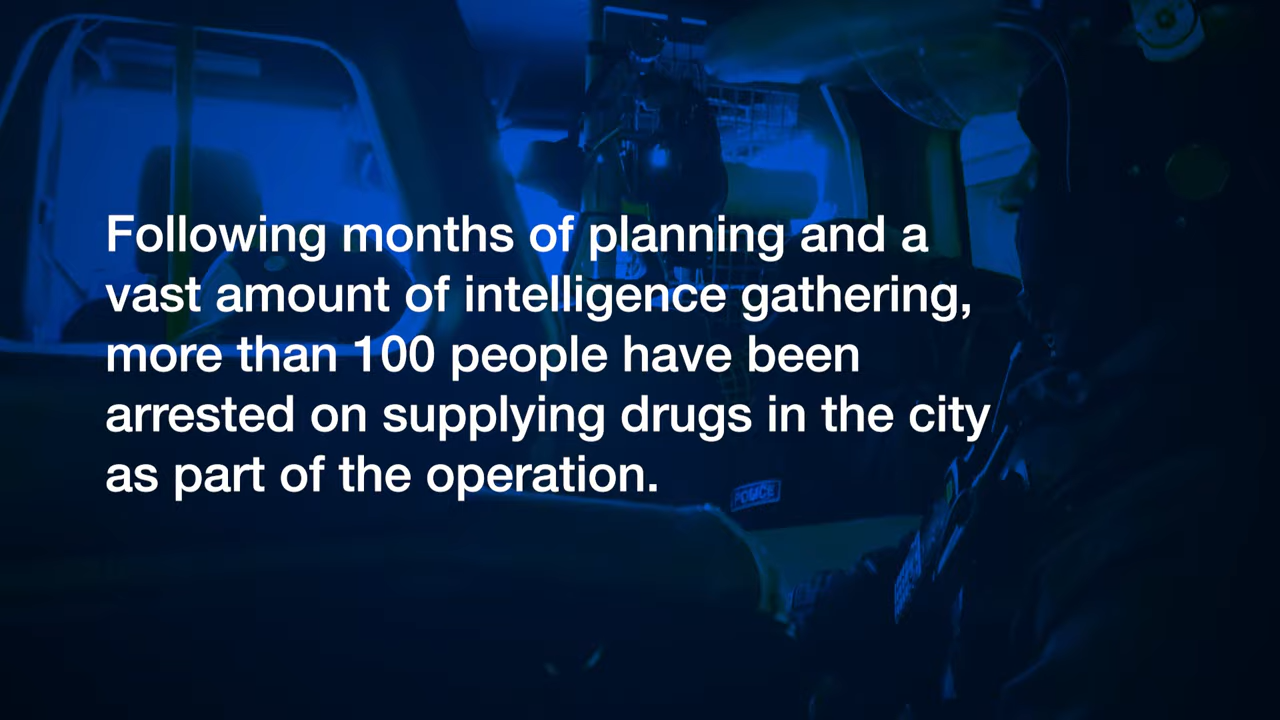 Following months of planning and a
vast amount of intelligence gathering,
more than 100 people have been
arrested on supplying drugs in the city
as part of the operation.
POLICE